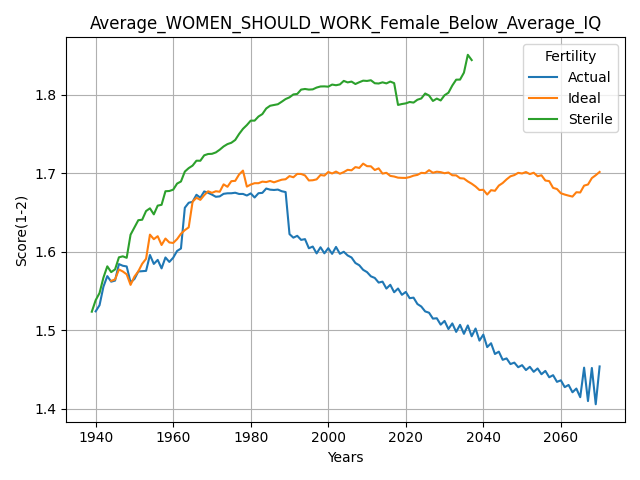 Average_WOMEN_SHOULD_WORK_Female_Below_Average_IQ
Fertility
Actual
Ideal
Sterile
Score(1-2)
1.8
1.7
1.6
1.5
1.4
1940
1960
1980
2000
2020
2040
2060
Years